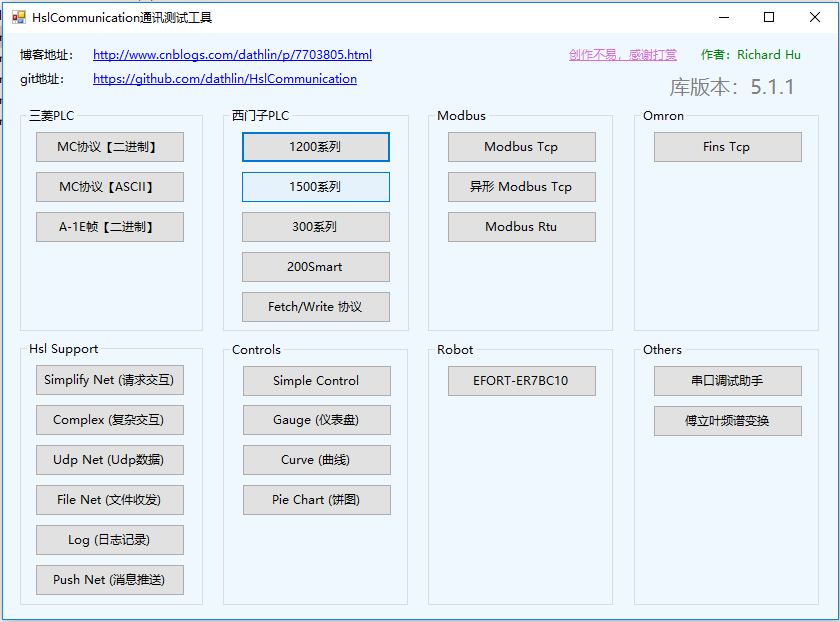 HslCommunication通讯测试工具
博客地址： http://www.cnblogs.com/dathlin/p/7703805.html 创作不易，感谢打赏 作者：Richard Hu
git地址： https://github.com/dathlin/HslCommunication
库版本：5.1.1
三菱PLC
MC协议【二进制】
MC协议【ASCII】
A-1E帧【二进制】
西门子PLC
1200系列
1500系列
300系列
200Smart
Fetch/Write 协议
Modbus
Modbus Tcp
异形 Modbus Tcp
Modbus Rtu
Omron
Fins Tcp
Hsl Support
Simplify Net (请求交互)
Complex (复杂交互)
Udp Net (Udp数据)
File Net (文件收发)
Log (日志记录)
Push Net (消息推送)
Controls
Simple Control
Gauge (仪表盘)
Curve (曲线)
Pie Chart (饼图)
Robot
EFORT-ER7BC10
Others
串口调试助手
傅立叶频谱变换